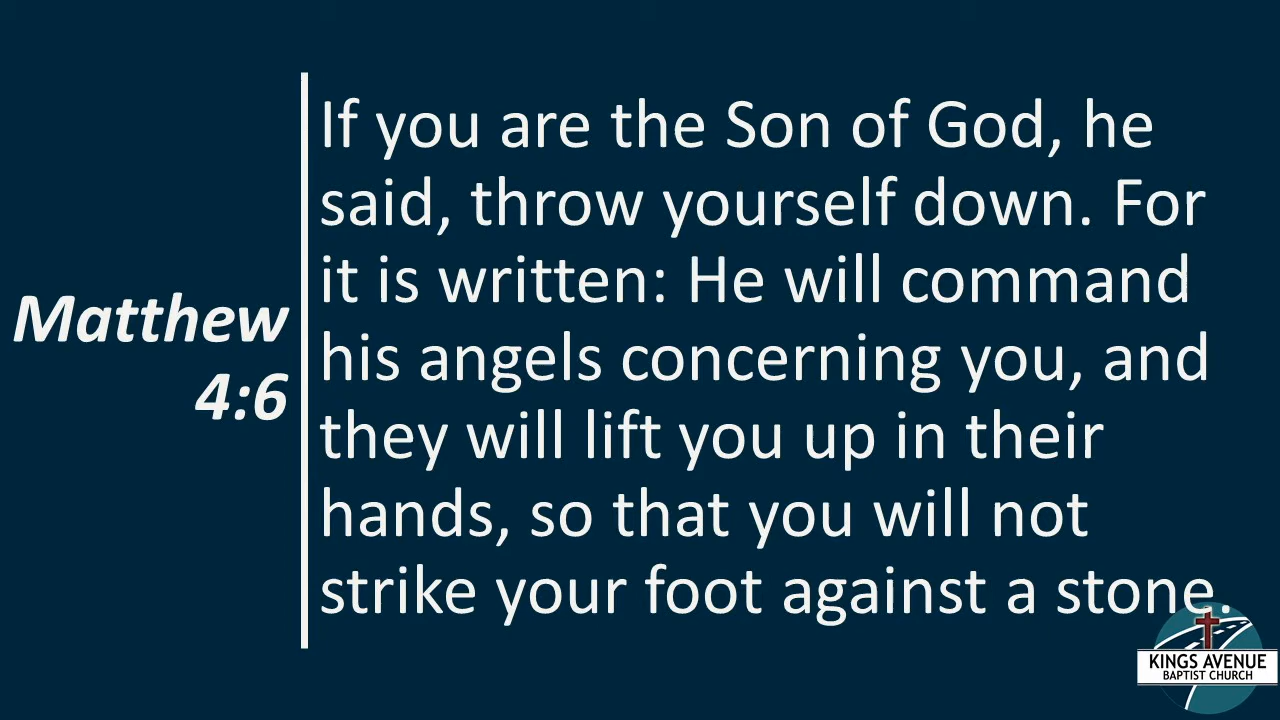 Matthew
4:6
If you are the Son of God, he
said, throw yourself down. For
it is written: He will command
his angels concerning you, and
they will lift you up in their
hands, so that you will not
strike your foot against a stone.
KINGS AVENUE
BAPTIST CHURCH